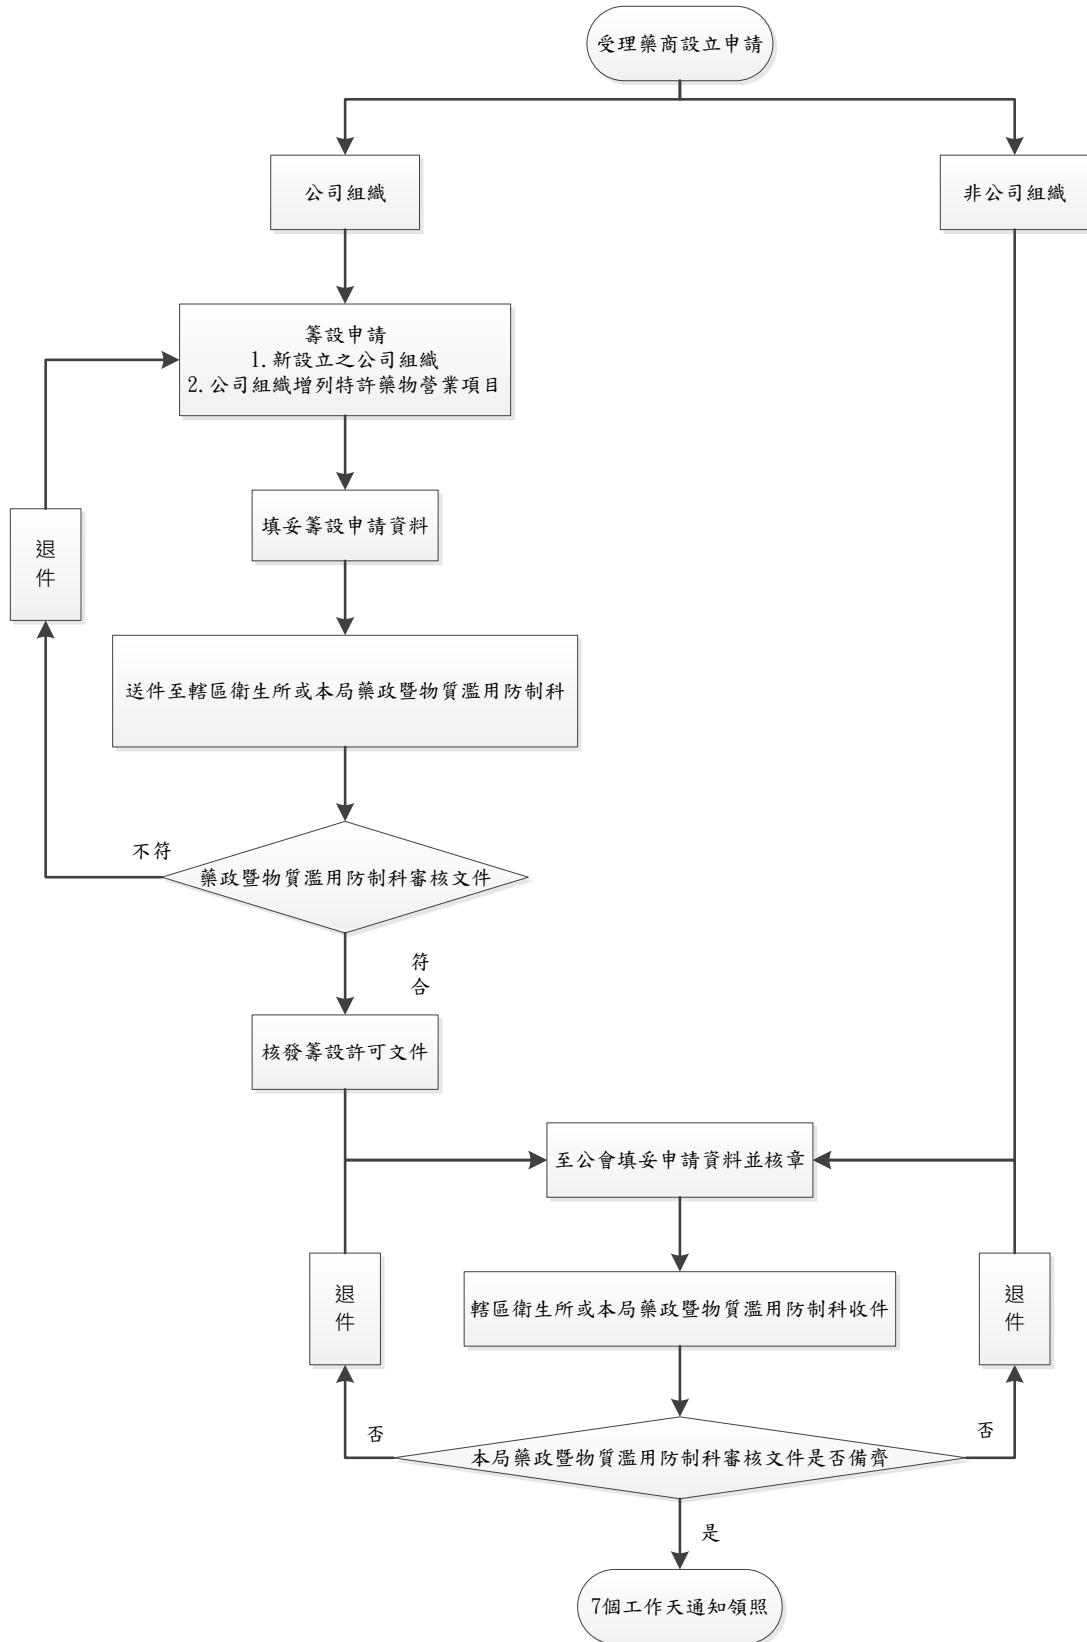 受理藥商設立申請
公司組織
非公司組織
籌設申請
1.新設立之公司組織
2.公司組織增列特許藥物營業項目
填妥籌設申請資料
退
件
送件至轄區衛生所或本局藥政暨物質濫用防制科
不符
藥政暨物質濫用防制科審核文件
符
合
核發籌設許可文件
至公會填妥申請資料並核章
退
件
轄區衛生所或本局藥政暨物質濫用防制科收件
退
件
否
本局藥政暨物質濫用防制科審核文件是否備齊
否
是
7個工作天通知領照